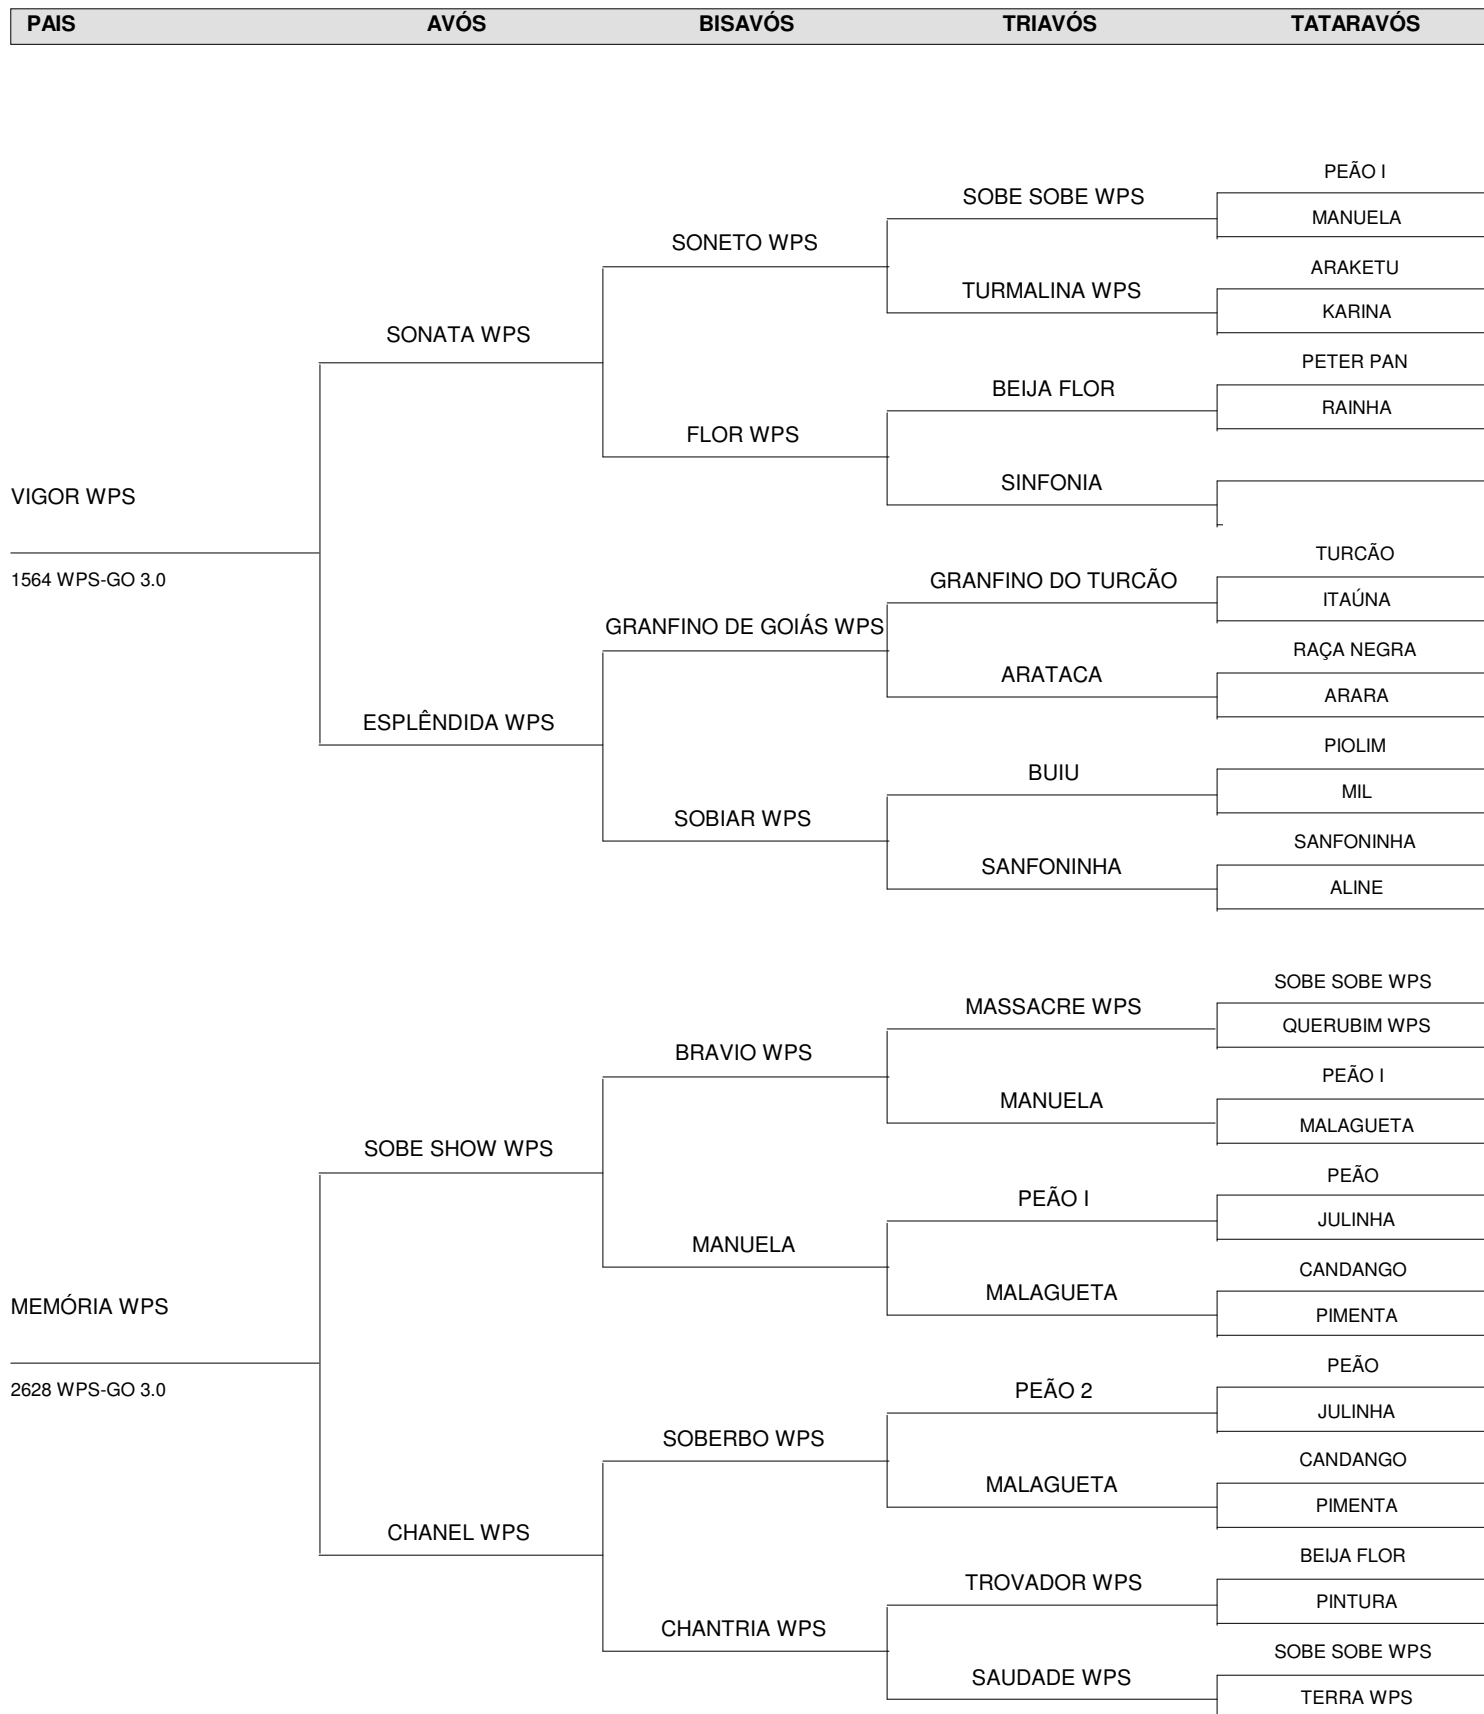 PAIS AVÓS BISAVÓS TRIAVÓS TATARAVÓS
PEÃO I
SOBE SOBE WPS
MANUELA
SONETO WPS
ARAKETU
TURMALINA WPS
KARINA
SONATA WPS
PETER PAN
BEIJA FLOR
RAINHA
FLOR WPS
SINFONIA
VIGOR WPS
TURCÃO
1564 WPS-GO 3.0
GRANFINO DO TURCÃO
ITAÚNA
GRANFINO DE GOIÁS WPS
RAÇA NEGRA
ARATACA
ARARA
ESPLÊNDIDA WPS
PIOLIM
BUIU
MIL
SOBIAR WPS
SANFONINHA
SANFONINHA
ALINE
SOBE SOBE WPS
MASSACRE WPS
QUERUBIM WPS
BRAVIO WPS
PEÃO I
MANUELA
MALAGUETA
SOBE SHOW WPS
PEÃO
PEÃO I
JULINHA
MANUELA
CANDANGO
MALAGUETA
MEMÓRIA WPS
PIMENTA
PEÃO
2628 WPS-GO 3.0
PEÃO 2
JULINHA
SOBERBO WPS
CANDANGO
MALAGUETA
PIMENTA
CHANEL WPS
BEIJA FLOR
TROVADOR WPS
PINTURA
CHANTRIA WPS
SOBE SOBE WPS
SAUDADE WPS
TERRA WPS